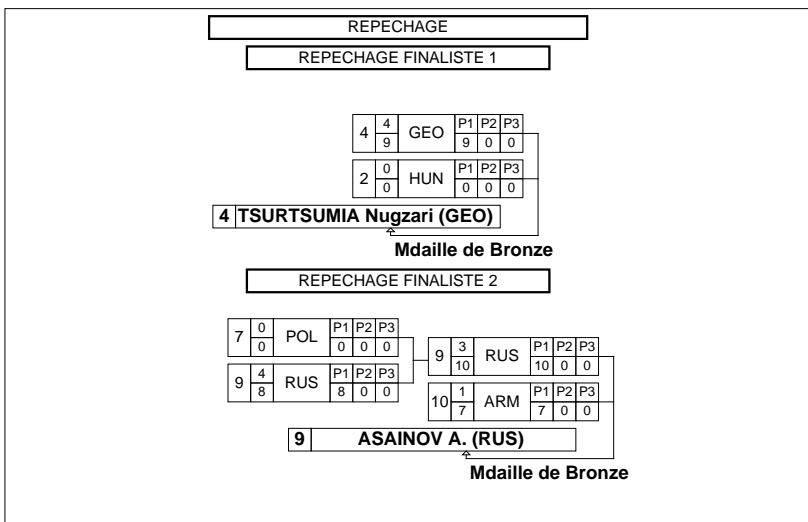 REPECHAGE
REPECHAGE FINALISTE 1
4 4 9 GEO P1 P2 P3 9 0 0
2 0 0 HUN P1 P2 P3 0 0 0
4 TSURTSUMIA Nugzari (GEO)
Mdaille de Bronze
REPECHAGE FINALISTE 2
7 0 0 POL P1 P2 P3 0 0 0
9 4 8 RUS P1 P2 P3 8 0 0
9 3 10 RUS P1 P2 P3 10 0 0
10 1 7 ARM P1 P2 P3 7 0 0
9 ASAINOV A. (RUS)
Mdaille de Bronze